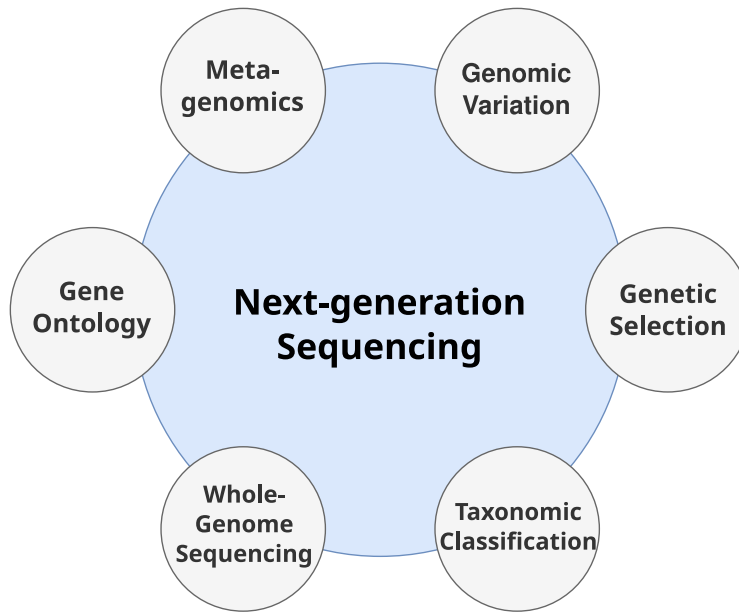 Meta-
genomics
Genomic
Variation
Gene
Ontology
Next-generation
Sequencing
Genetic
Selection
Whole-
Genome
Sequencing
Taxonomic
Classification